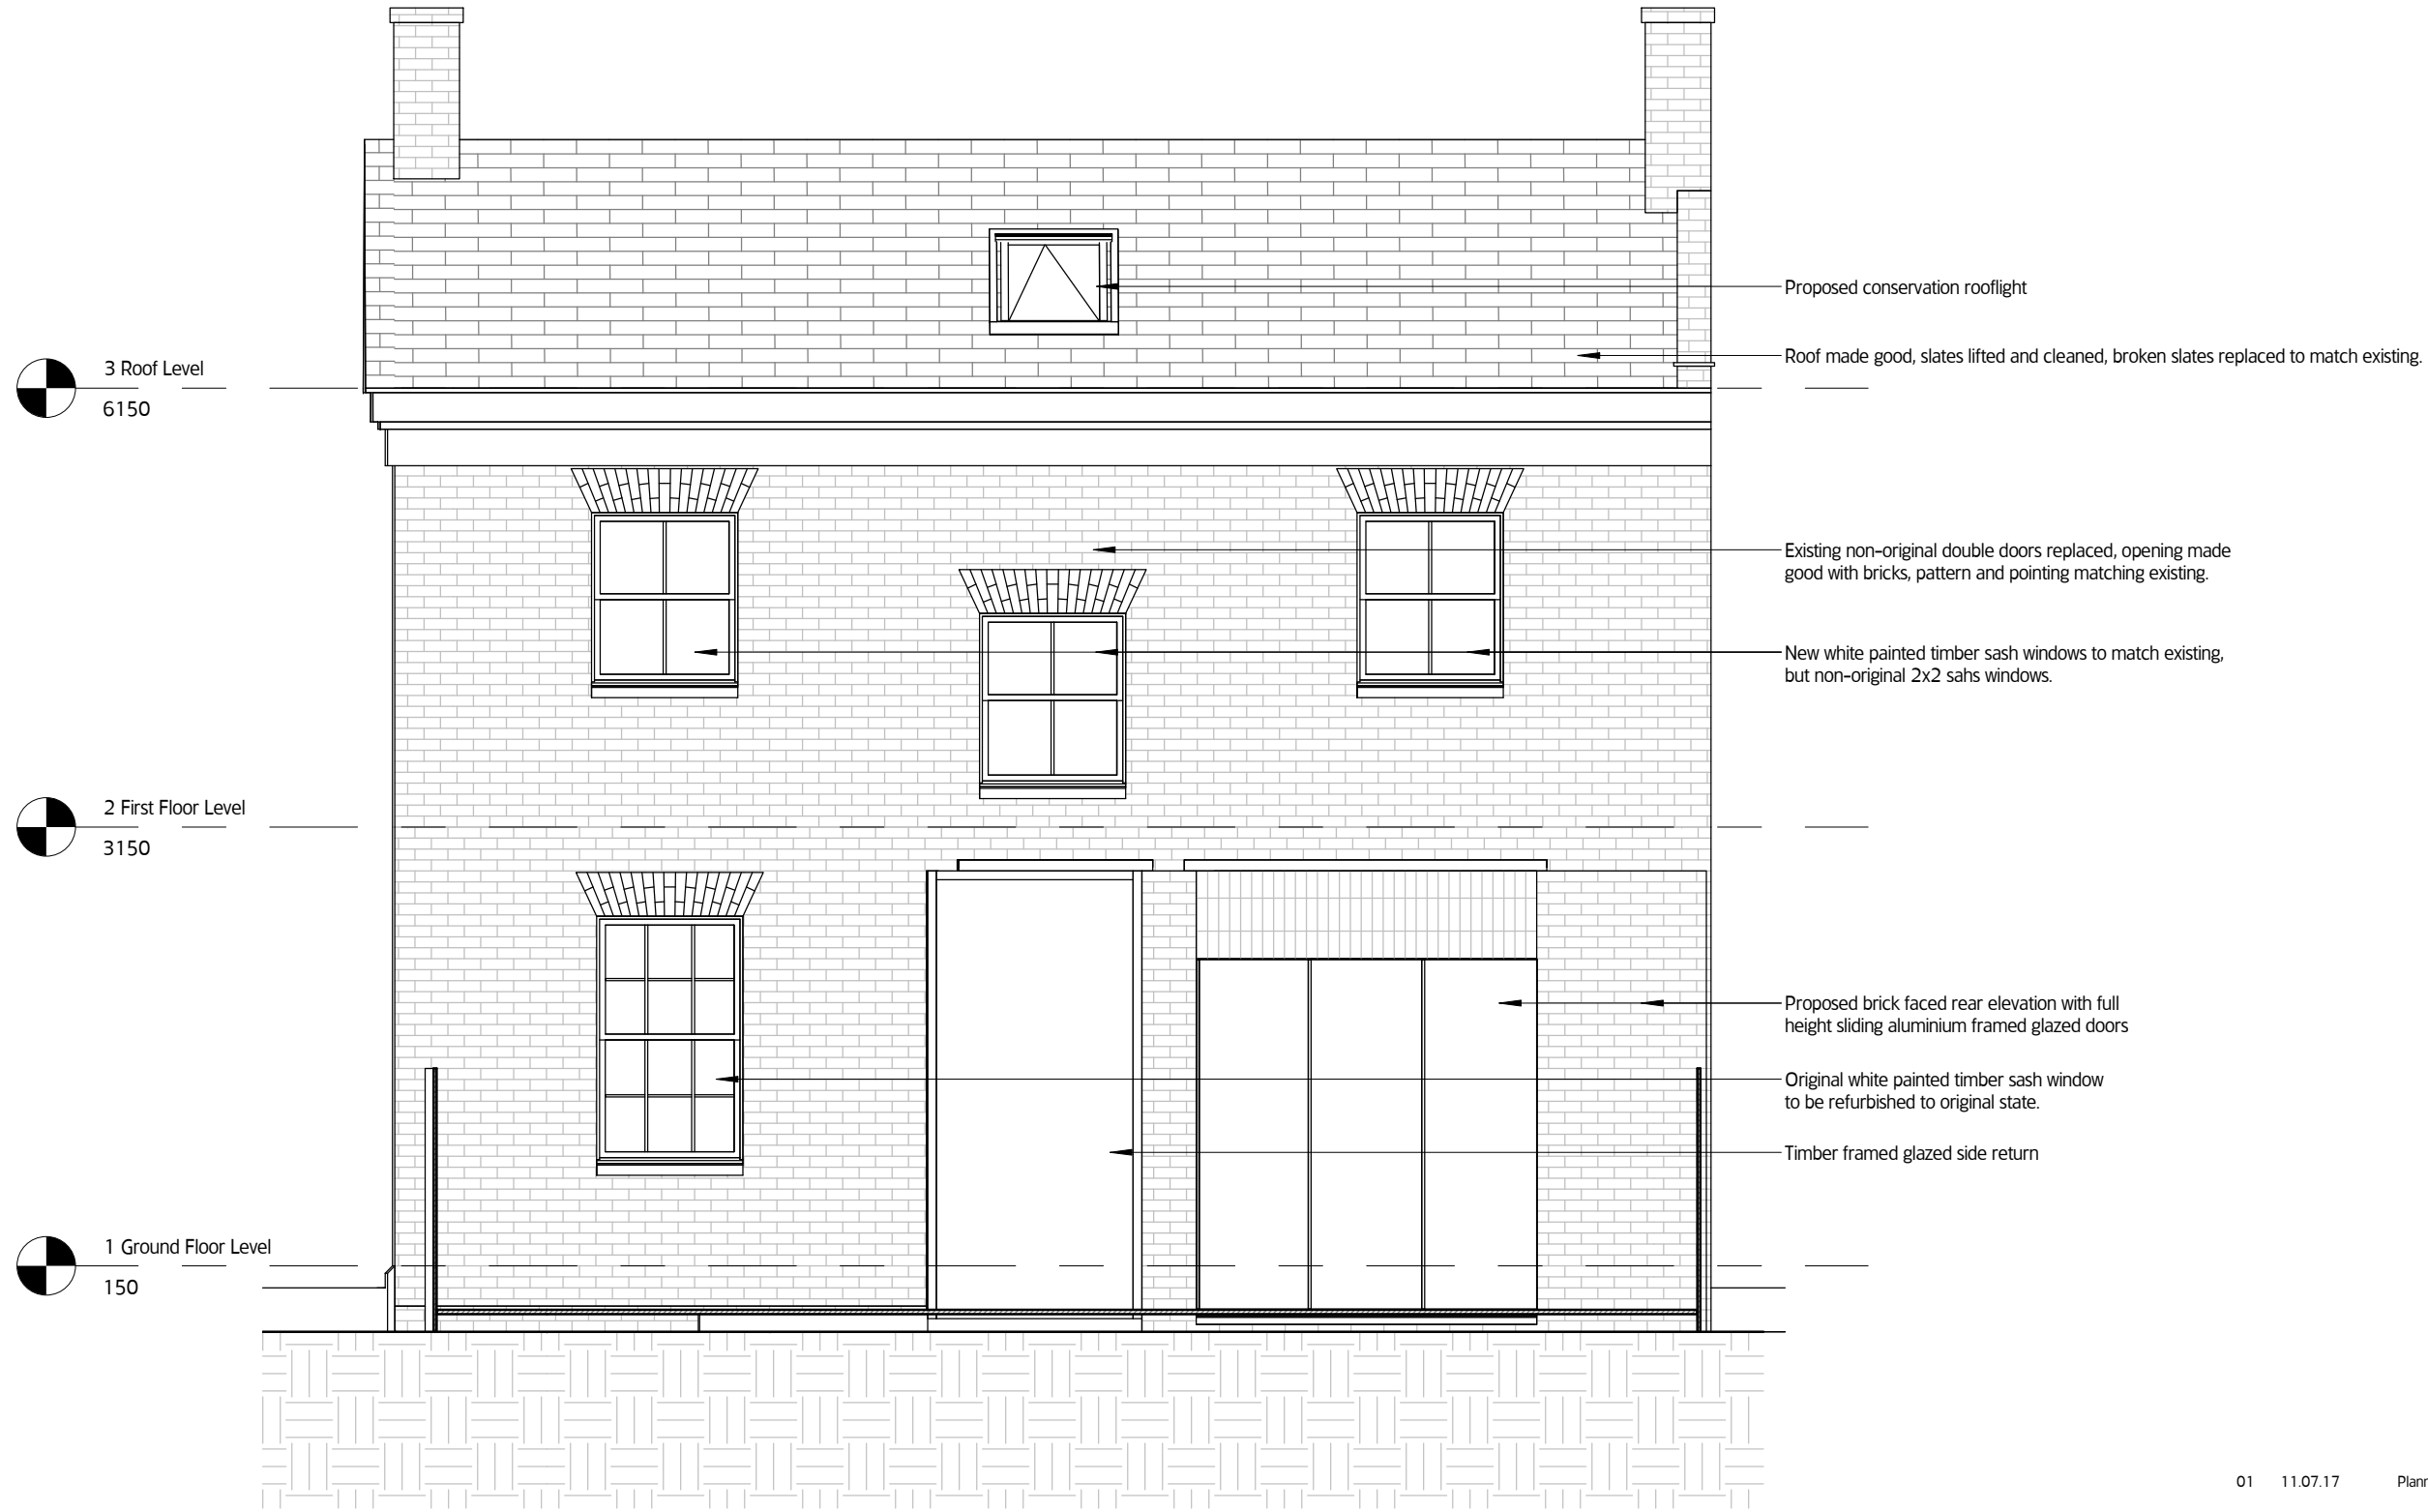 Proposed conservation rooflight
Roof made good, slates lifted and cleaned, broken slates replaced to match existing.
3 Roof Level
6150
Existing non-original double doors replaced, opening made
good with bricks, pattern and pointing matching existing.
New white painted timber sash windows to match existing,
but non-original 2x2 sahs windows.
2 First Floor Level
3150
Proposed brick faced rear elevation with full
height sliding aluminium framed glazed doors
Original white painted timber sash window
to be refurbished to original state.
Timber framed glazed side return
1 Ground Floor Level
150
01 11.07.17